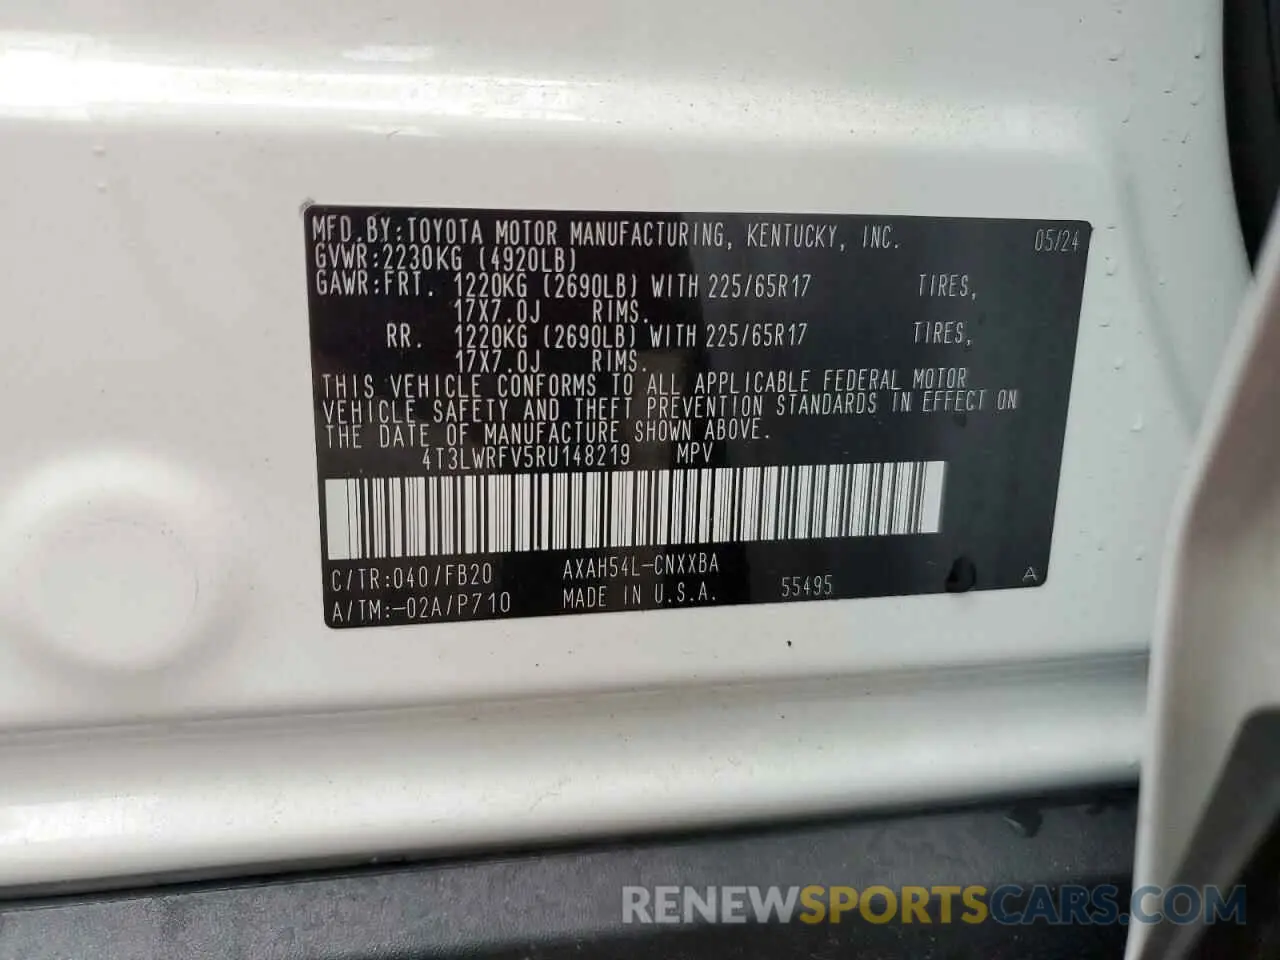 MFD.BY:TOYOTA MOTOR MANUFACTURING, KENTUCKY, INC. 05/24
GVWR:2230KG (4920LB)
GAWR:FRT. 1220KG (2690LB) WITH 225/65R17 TIRES,
17X7.0J RIMS.
RR. 1220KG (2690LB) WITH 225/65R17 TIRES,
17X7.0J RIMS.
THIS VEHICLE CONFORMS TO ALL APPLICABLE FEDERAL MOTOR
VEHICLE SAFETY AND THEFT PREVENTION STANDARDS IN EFFECT ON
THE DATE OF MANUFACTURE SHOWN ABOVE.
4T3LWRFV5RU148219 MPV
C/TR:040/FB20 AXAH54L-CNXXBA
A/TM:-02A/P710 MADE IN U.S.A. 55495 A
RENEWSPORTSCARS.COM